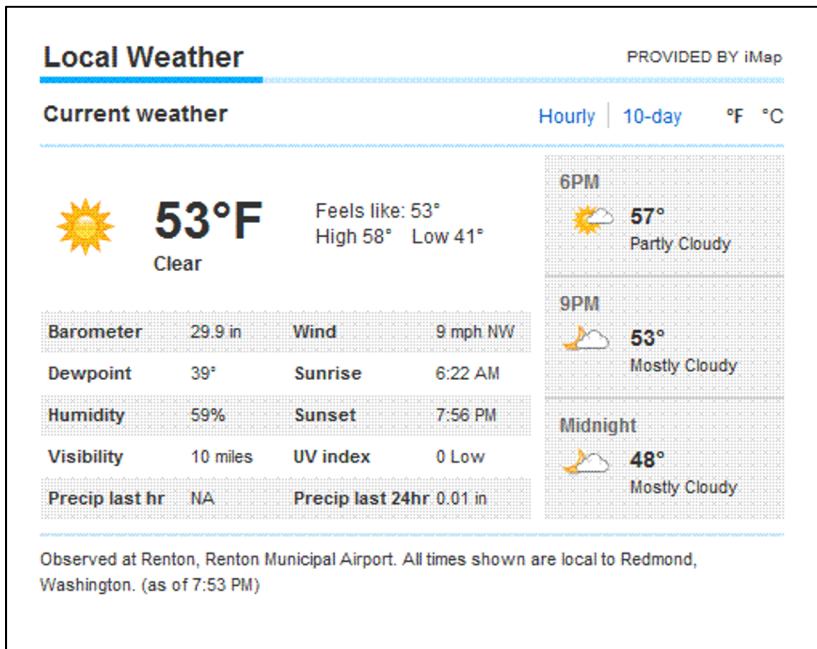 Local Weather PROVIDED BY iMap
Current weather Hourly 10-day °F °C
53°F
Clear
Feels like: 53°
High 58° Low 41°
Barometer 29.9 in Wind 9 mph NW
Dewpoint 39° Sunrise 6:22 AM
Humidity 59% Sunset 7:56 PM
Visibility 10 miles UV index 0 Low
Precip last hr NA Precip last 24hr 0.01 in
6PM
57°
Partly Cloudy
9PM
53°
Mostly Cloudy
Midnight
48°
Mostly Cloudy
Observed at Renton, Renton Municipal Airport. All times shown are local to Redmond,
Washington. (as of 7:53 PM)